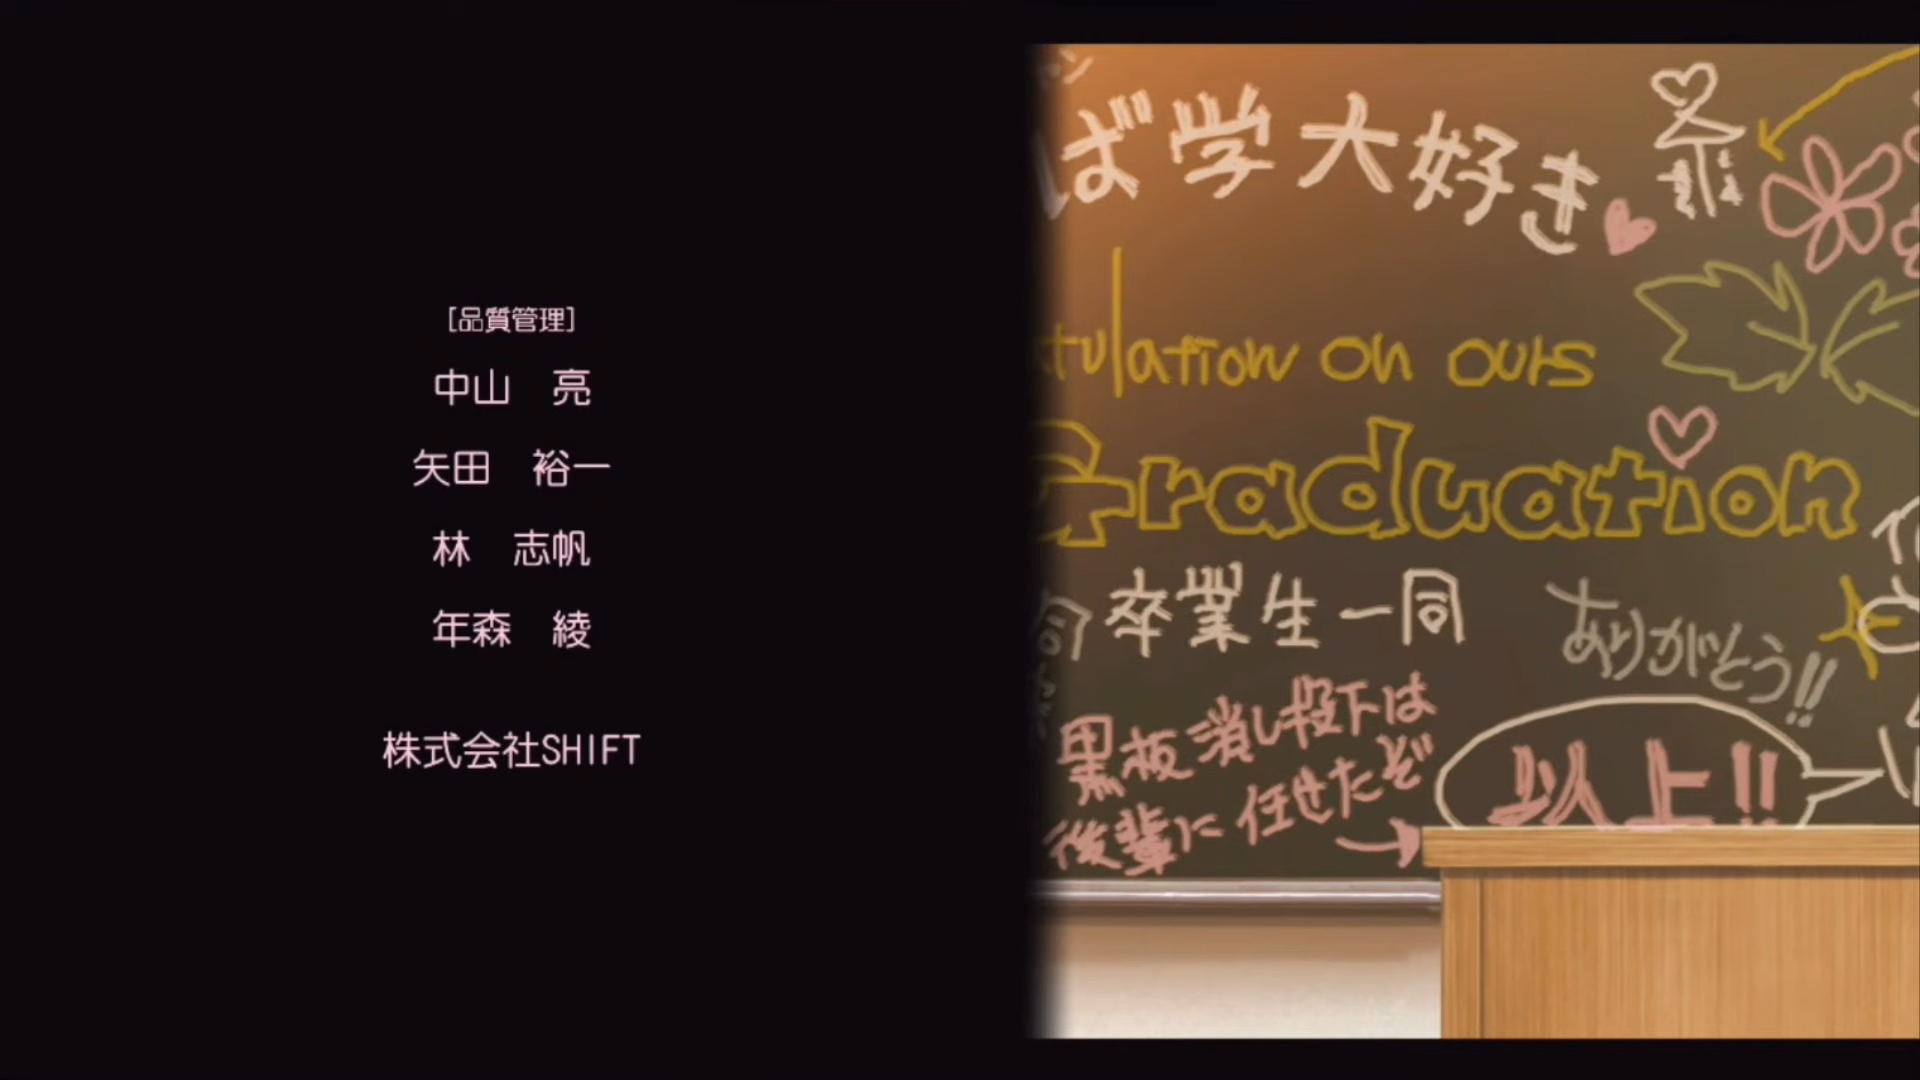 [品質管理]
中山 亮
矢田 裕一
林 志帆
年森 綾
株式会社SHIFT
ば学大好き
tulation on ours
Graduation
卒業生一同
ありがとう!!
黒板消し投下は
後輩に任せたぞ
以上!!